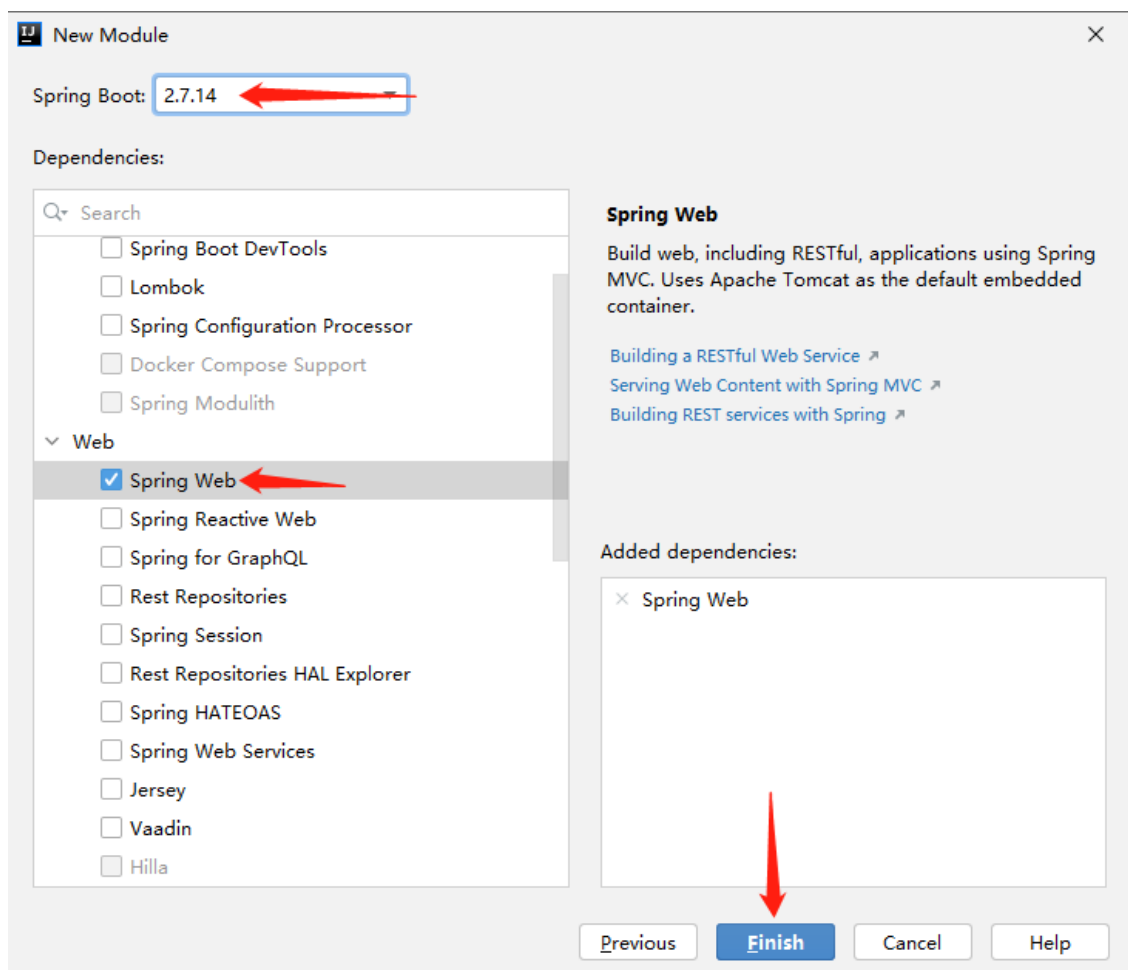 New Module
Spring Boot: 2.7.14
Dependencies:
Search
Spring Boot DevTools
Lombok
Spring Configuration Processor
Docker Compose Support
Spring Modulith
Web
Spring Web
Spring Reactive Web
Spring for GraphQL
Rest Repositories
Spring Session
Rest Repositories HAL Explorer
Spring HATEOAS
Spring Web Services
Jersey
Vaadin
Hilla
Spring Web
Build web, including RESTful, applications using Spring
MVC. Uses Apache Tomcat as the default embedded
container.
Building a RESTful Web Service
Serving Web Content with Spring MVC
Building REST services with Spring
Added dependencies:
Spring Web
Previous Finish Cancel Help